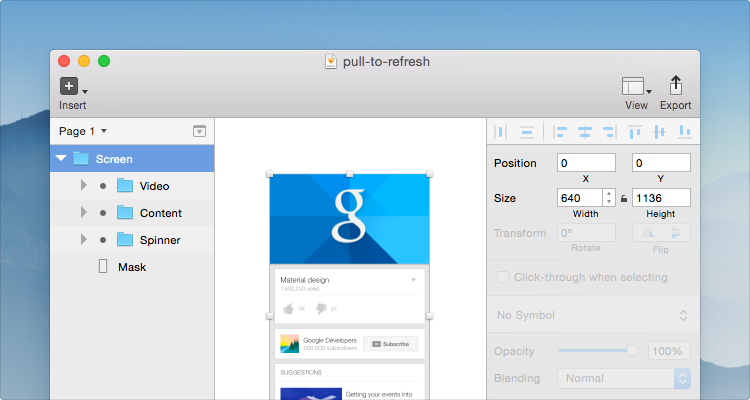 pull-to-refresh
Insert
View
Export
Page 1
Screen
Video
Content
Spinner
Mask
g
Material design
1,600,200 views
7K
51
Google Developers
500,000 subscribers
Subscribe
SUGGESTIONS
Getting your events into
Position
0
X
0
Y
Size
640
Width
1136
Height
Transform
0°
Rotate
Flip
Click-through when selecting
No Symbol
Opacity
100%
Blending
Normal